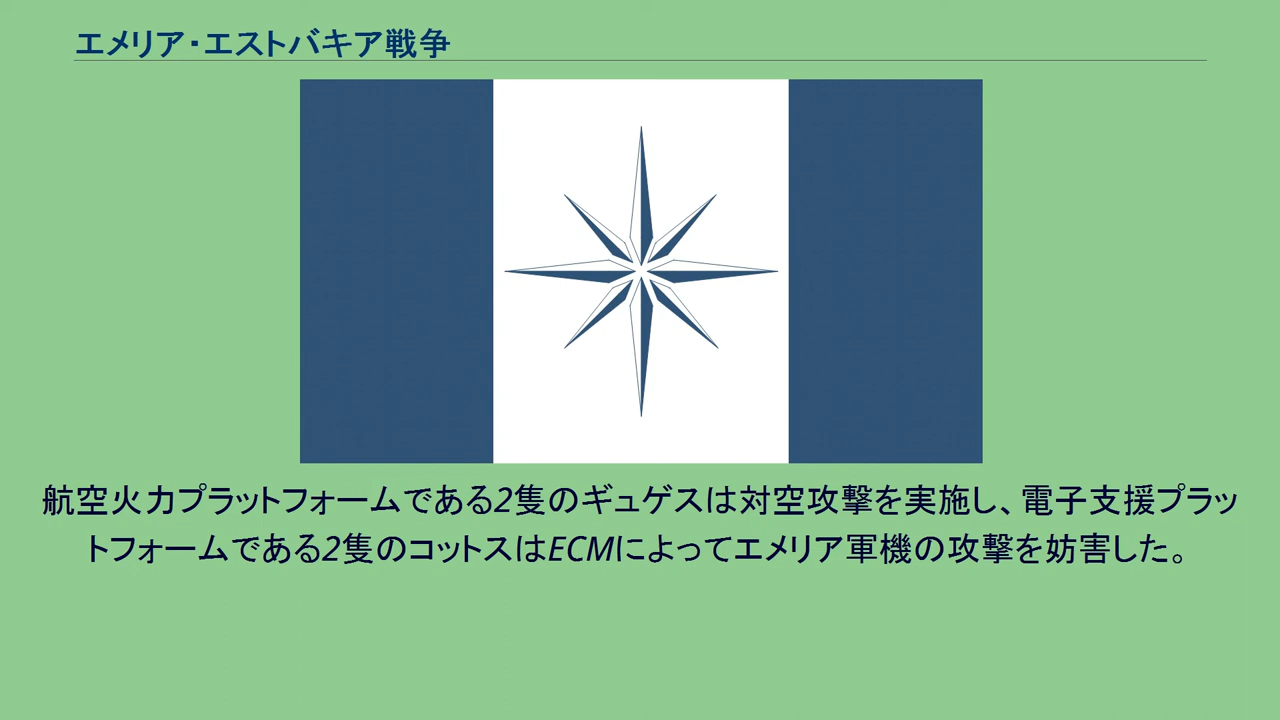 エメリア・エストバキア戦争
航空火力プラットフォームである2隻のギュゲスは対空攻撃を実施し、電子支援プラッ
トフォームである2隻のコットスはECMによってエメリア軍機の攻撃を妨害した。